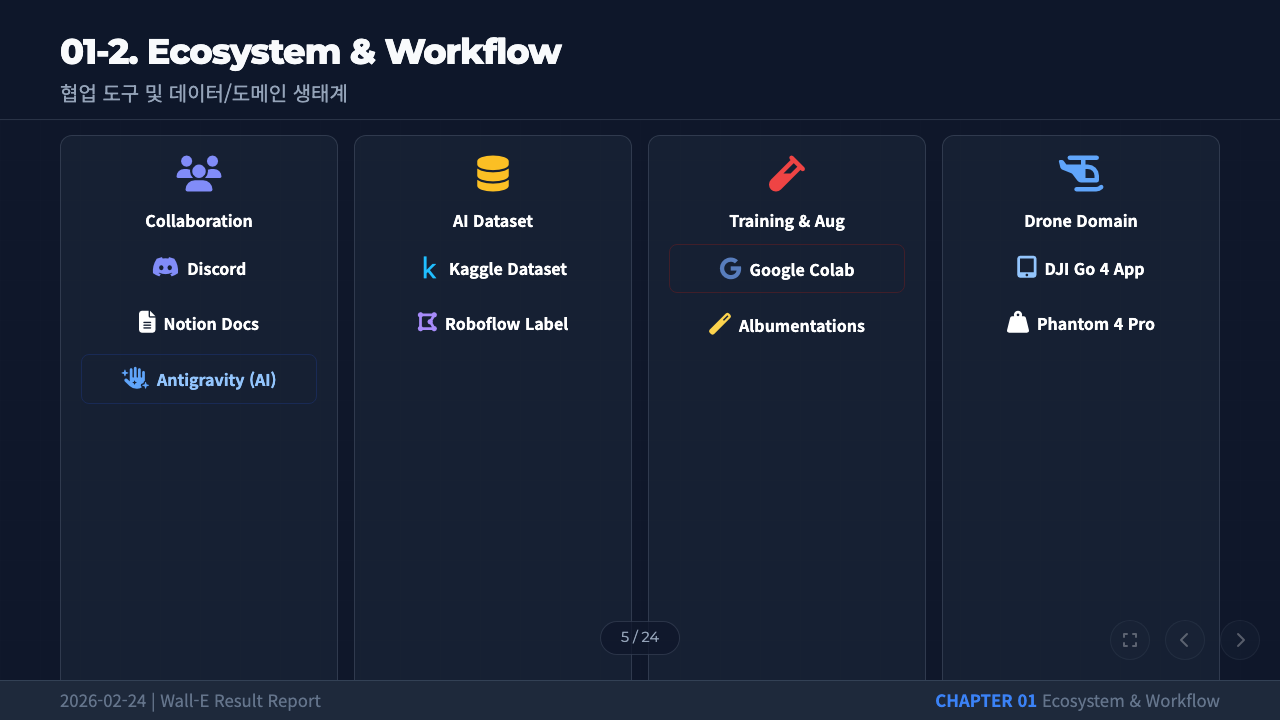 01-2. Ecosystem & Workflow
협업 도구 및 데이터/도메인 생태계
Collaboration
Discord
Notion Docs
Antigravity (AI)
AI Dataset
Kaggle Dataset
Roboflow Label
Training & Aug
Google Colab
Albumentations
Drone Domain
DJI Go 4 App
Phantom 4 Pro
5 / 24
2026-02-24 | Wall-E Result Report
CHAPTER 01 Ecosystem & Workflow